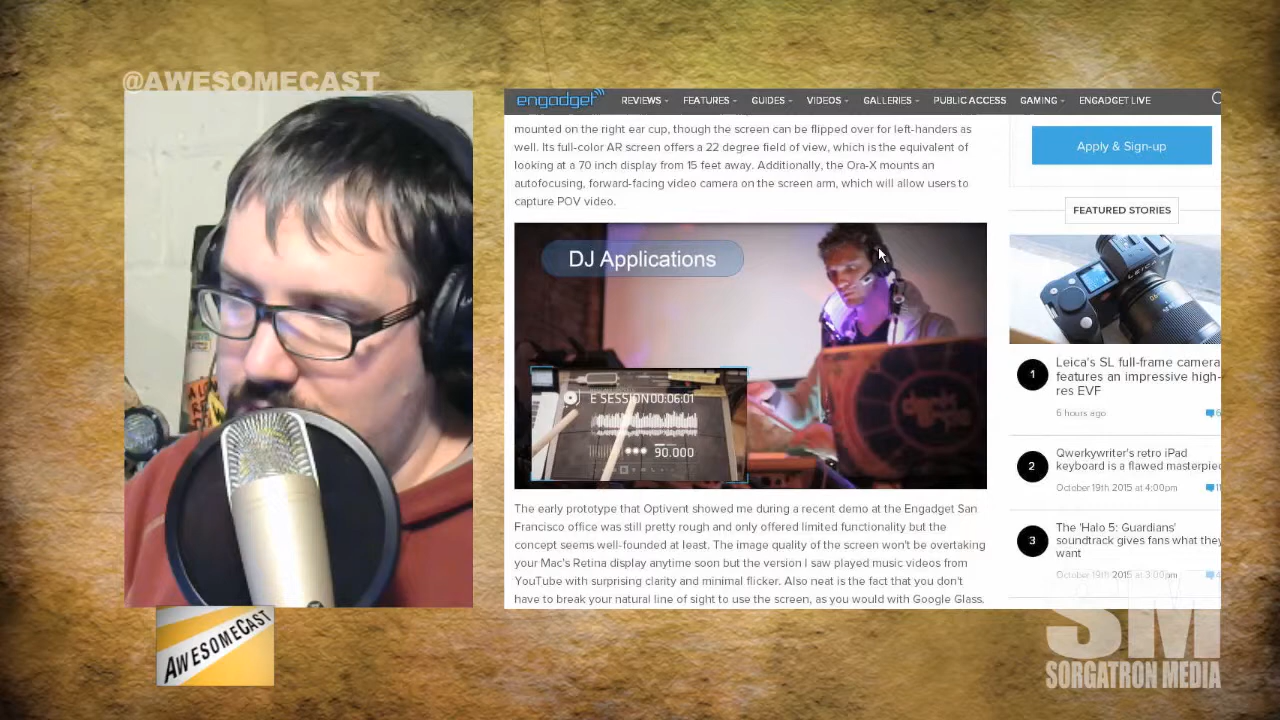 @AWESOMECAST
engadget
REVIEWS FEATURES GUIDES VIDEOS GALLERIES PUBLIC ACCESS GAMING ENGADGET LIVE
mounted on the right ear cup, though the screen can be flipped over for left-handers as
well. Its full-color AR screen offers a 22 degree field of view, which is the equivalent of
looking at a 70 inch display from 15 feet away. Additionally, the Ora-X mounts an
autofocusing, forward-facing video camera on the screen arm, which will allow users to
capture POV video.
DJ Applications
E SESSION 00:06:01
90.000
The early prototype that Optivent showed me during a recent demo at the Engadget San
Francisco office was still pretty rough and only offered limited functionality but the
concept seems well-founded at least. The image quality of the screen won't be overtaking
your Mac's Retina display anytime soon but the version I saw played music videos from
YouTube with surprising clarity and minimal flicker. Also neat is the fact that you don't
have to break your natural line of sight to use the screen, as you would with Google Glass.
Apply & Sign-up
FEATURED STORIES
LEICA
1
Leica's SL full-frame camera
features an impressive high-
res EVF
5 hours ago
2
Qwerkywriter's retro iPad
keyboard is a flawed masterpiec
October 19th 2015 at 4:00pm
3
The 'Halo 5: Guardians'
soundtrack gives fans what they
want
October 19th 2015 at 3:00pm
AWESOMECAST
SM
SORGATRON MEDIA